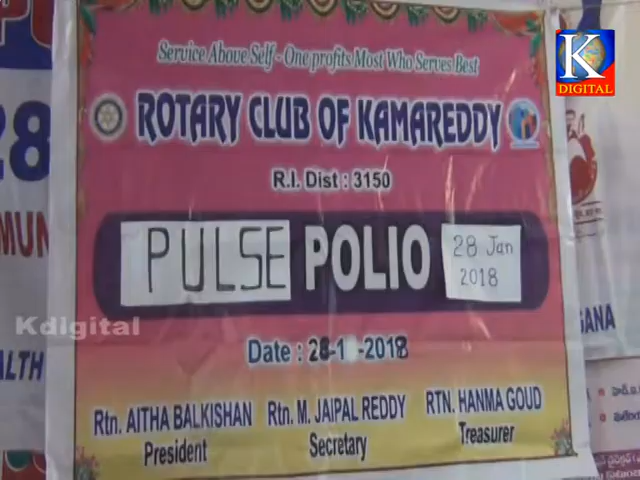 Service Above Self - One profits Most Who Serves Best
ROTARY CLUB OF KAMAREDDY
R.I. Dist : 3150
PULSE POLIO 28 Jan 2018
Date : 28-1-2018
Rtn. AITHA BALKISHAN
President
Rtn. M. JAIPAL REDDY
Secretary
RTN. HANMA GOUD
Treasurer
K
DIGITAL
Kdigital
28
MUN
ALTH
GANA